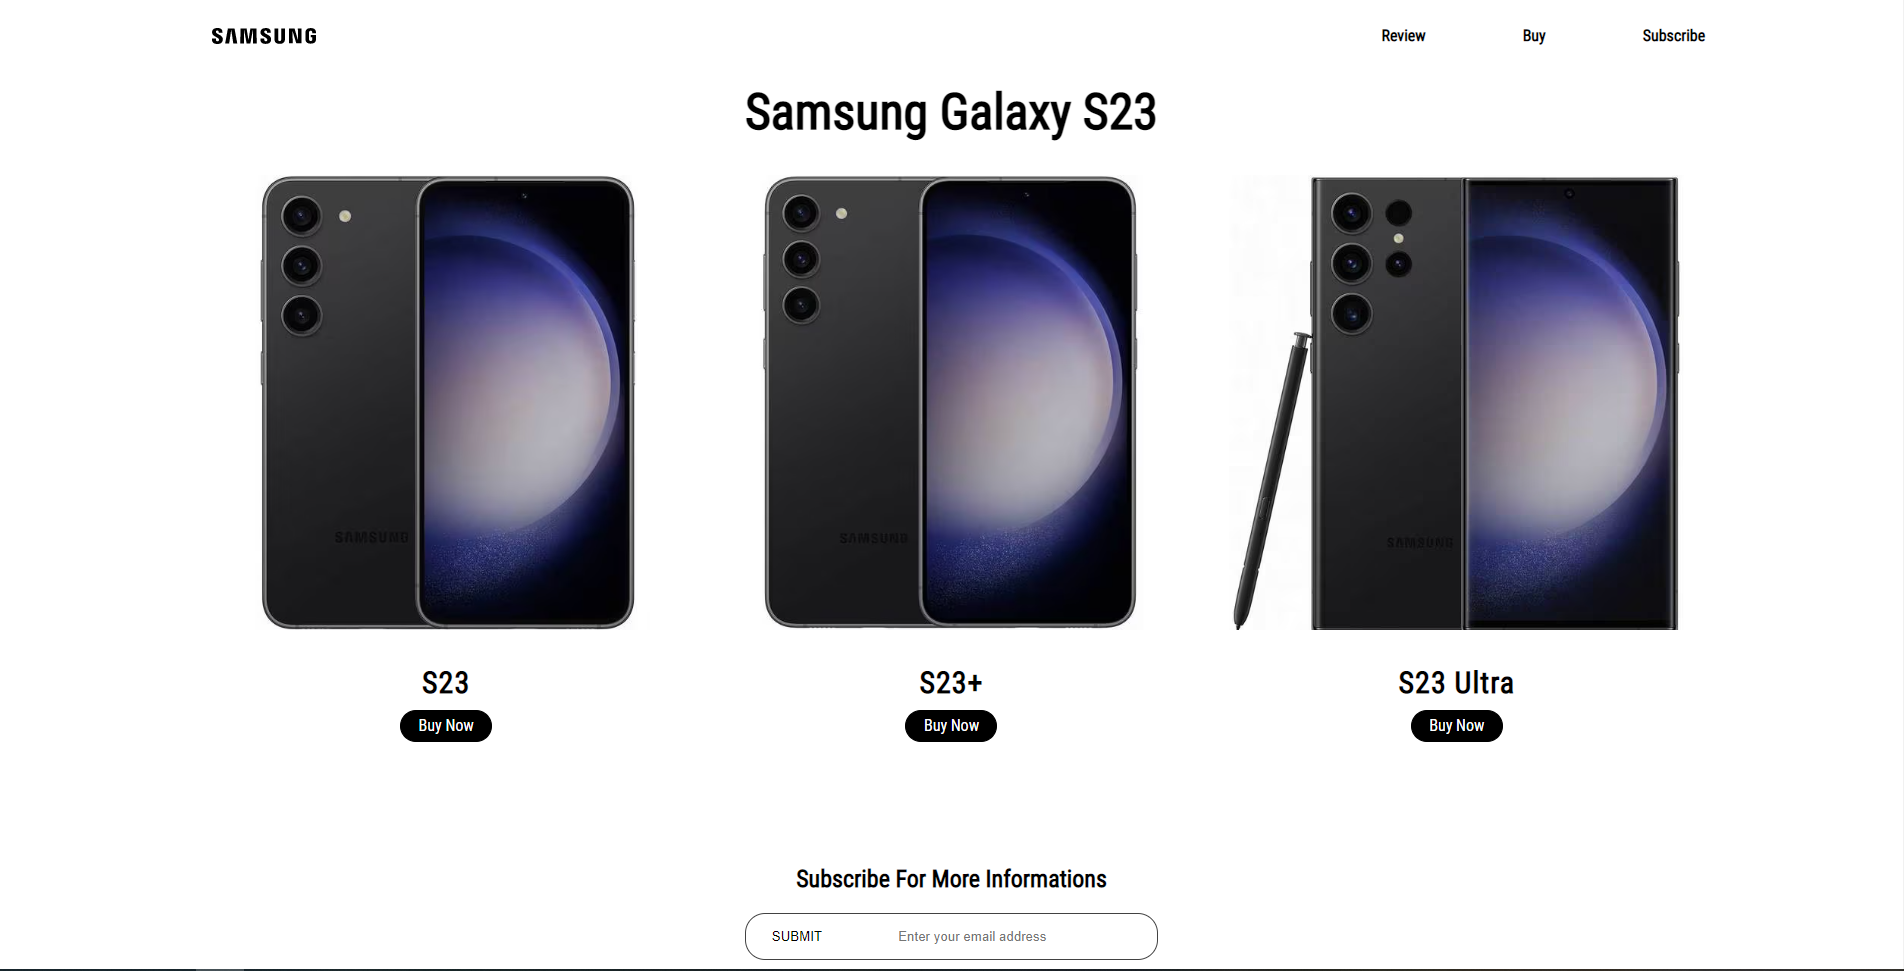 SAMSUNG
Review Buy Subscribe
Samsung Galaxy S23
SAMSUNG SAMSUNG SAMSUNG
S23 S23+ S23 Ultra
Buy Now Buy Now Buy Now
Subscribe For More Informations
SUBMIT Enter your email address